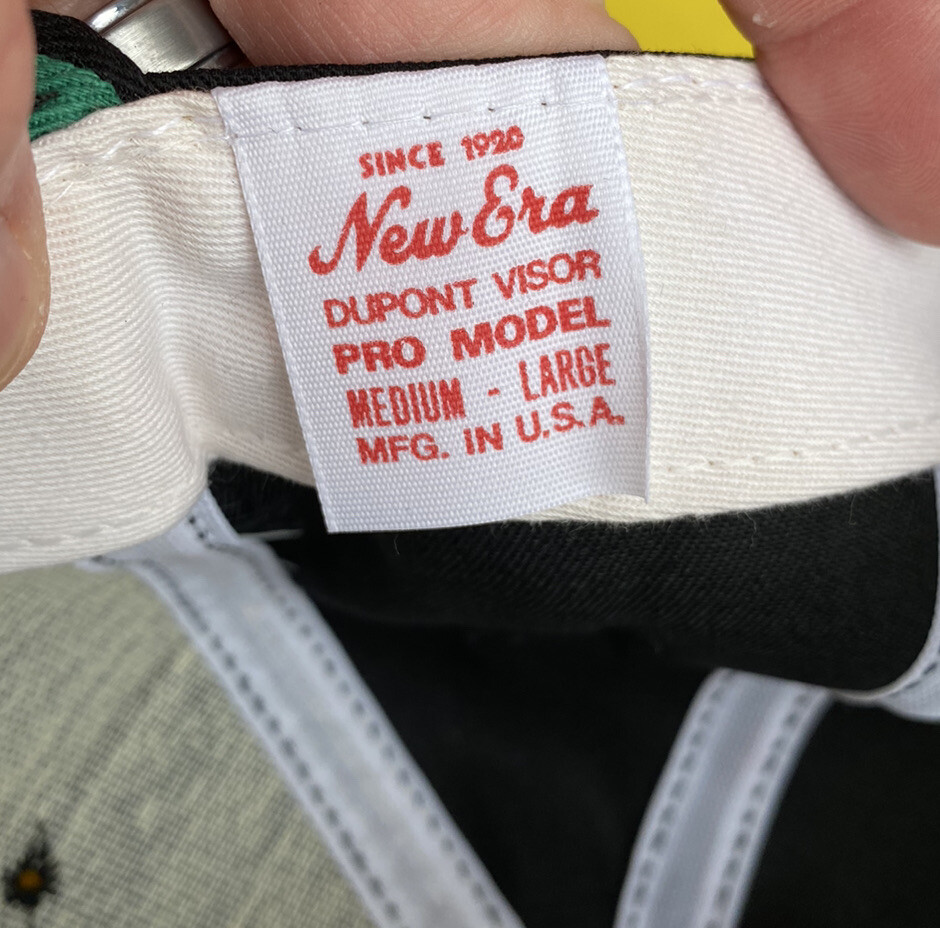 SINCE 1920
New Era
DUPONT VISOR
PRO MODEL
MEDIUM - LARGE
MFG. IN U.S.A.